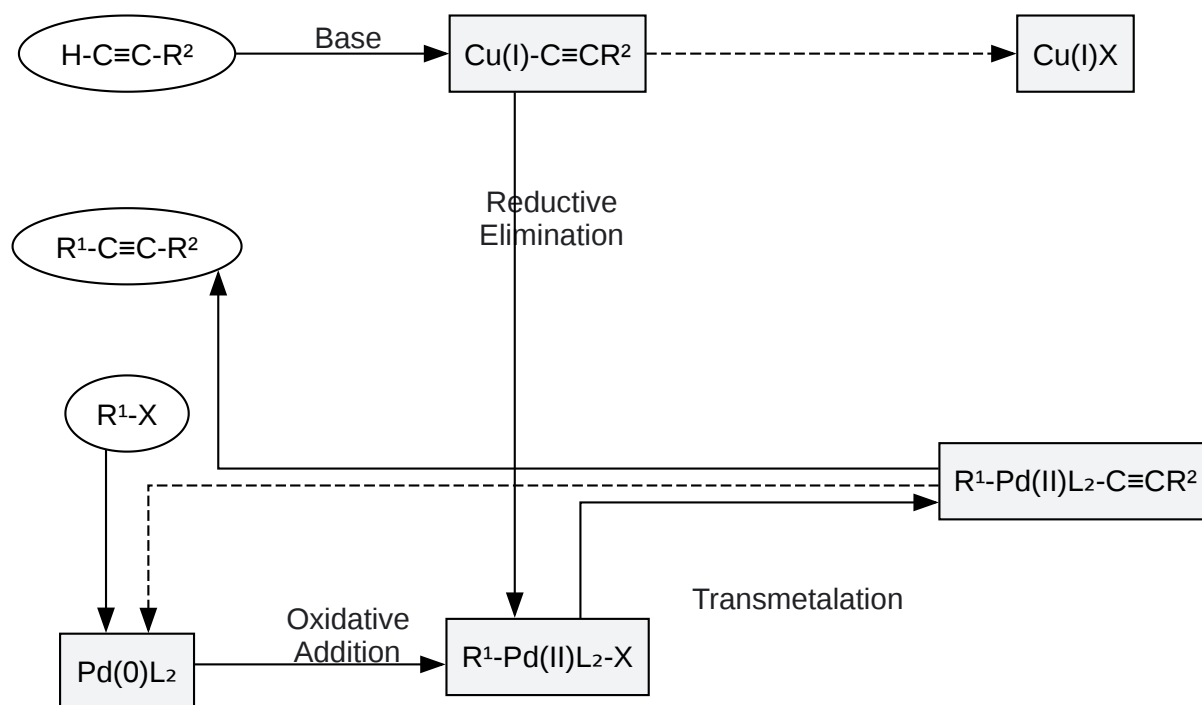 H-C≡C-R²
Base
Cu(I)-C≡CR²
Cu(I)X
Reductive
Elimination
R¹-C≡C-R²
R¹-X
R¹-Pd(II)L₂-C≡CR²
Transmetalation
Oxidative
Addition
Pd(0)L₂
R¹-Pd(II)L₂-X